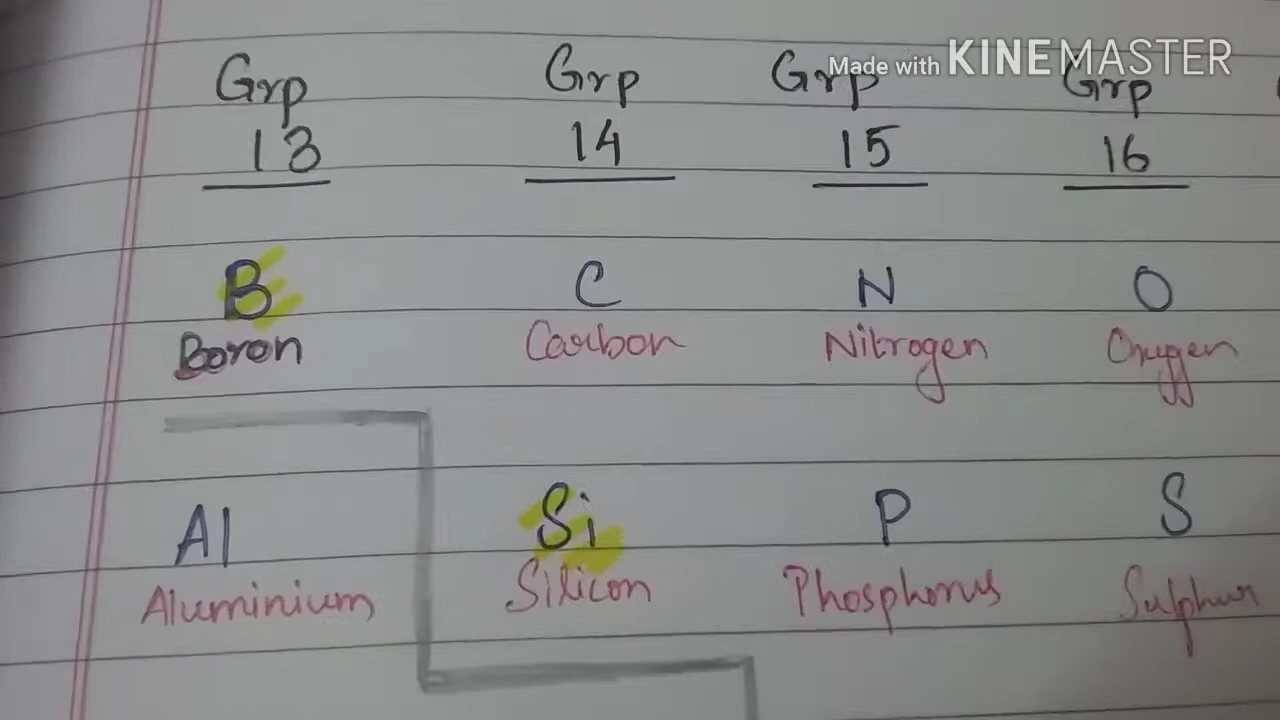 Made with KINEMASTER
Grp Grp Grp Grp
13 14 15 16
B C N O
Boron Carbon Nitrogen Oxygen
Al Si P S
Aluminium Silicon Phosphorus Sulphur